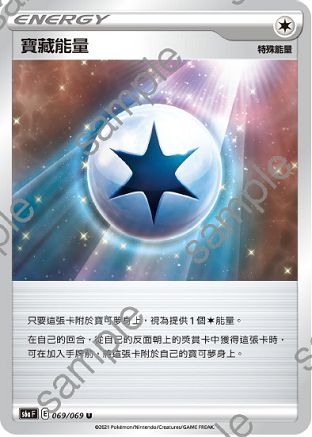 ENERGY
寶藏能量
特殊能量
只要這張卡附於寶可夢身上，視為提供1個能量。
在自己的回合，從自己的反面朝上的獎賞卡中獲得這張卡時，
可在加入手牌前，將這張卡附於自己的寶可夢身上。
sample
sample
sample
sample
sample
sample
sample
s6a F E 069/069 U
©2021 Pokémon/Nintendo/Creatures/GAME FREAK.